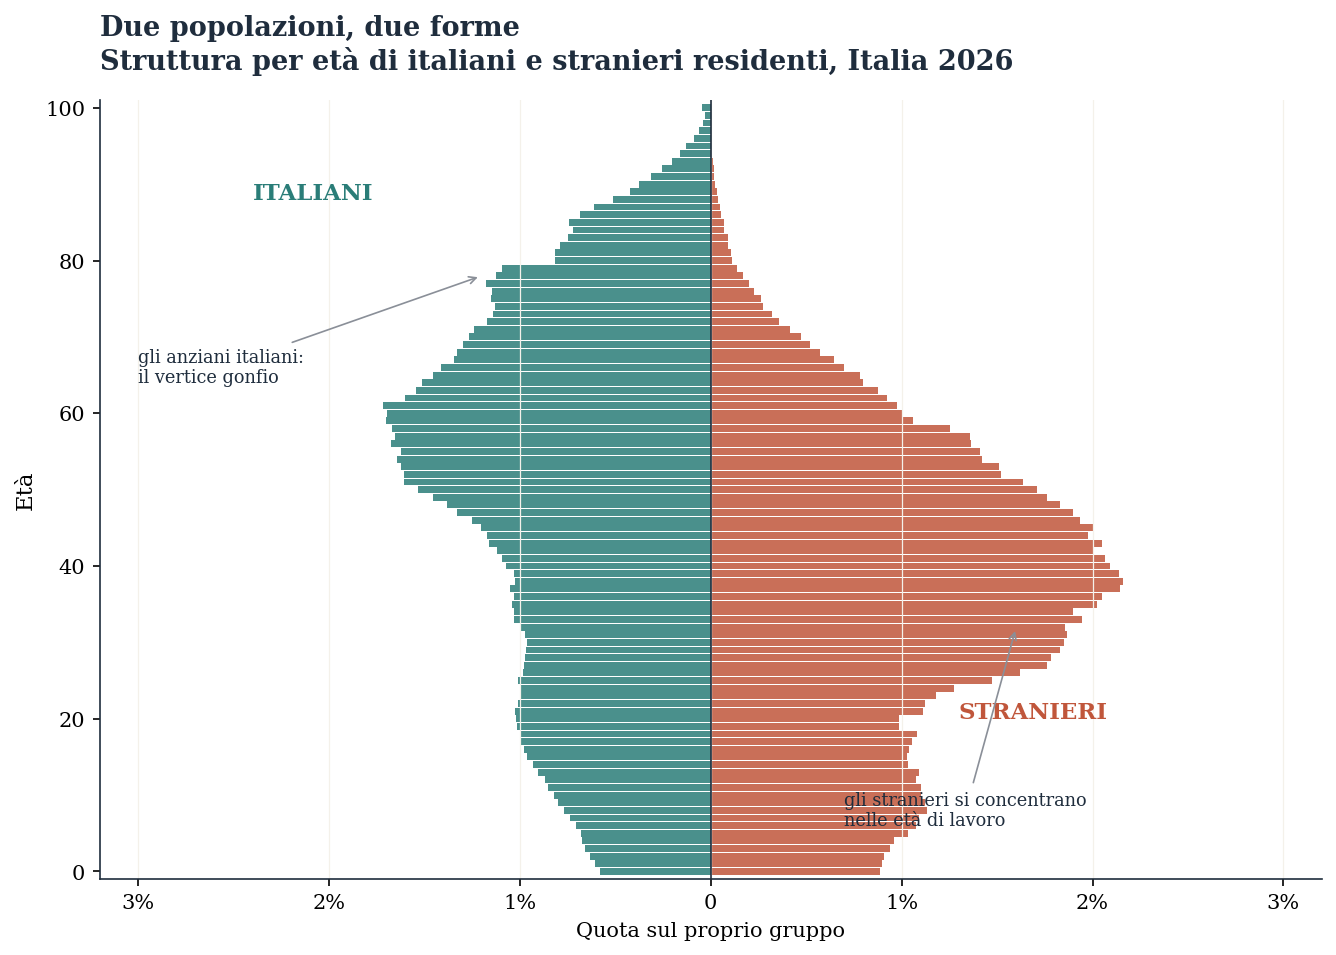 Due popolazioni, due forme
Struttura per età di italiani e stranieri residenti, Italia 2026
100
ITALIANI
80
gli anziani italiani:
il vertice gonfio
60
Età
40
20
STRANIERI
gli stranieri si concentrano
nelle età di lavoro
0
3%
2%
1%
0
1%
2%
3%
Quota sul proprio gruppo